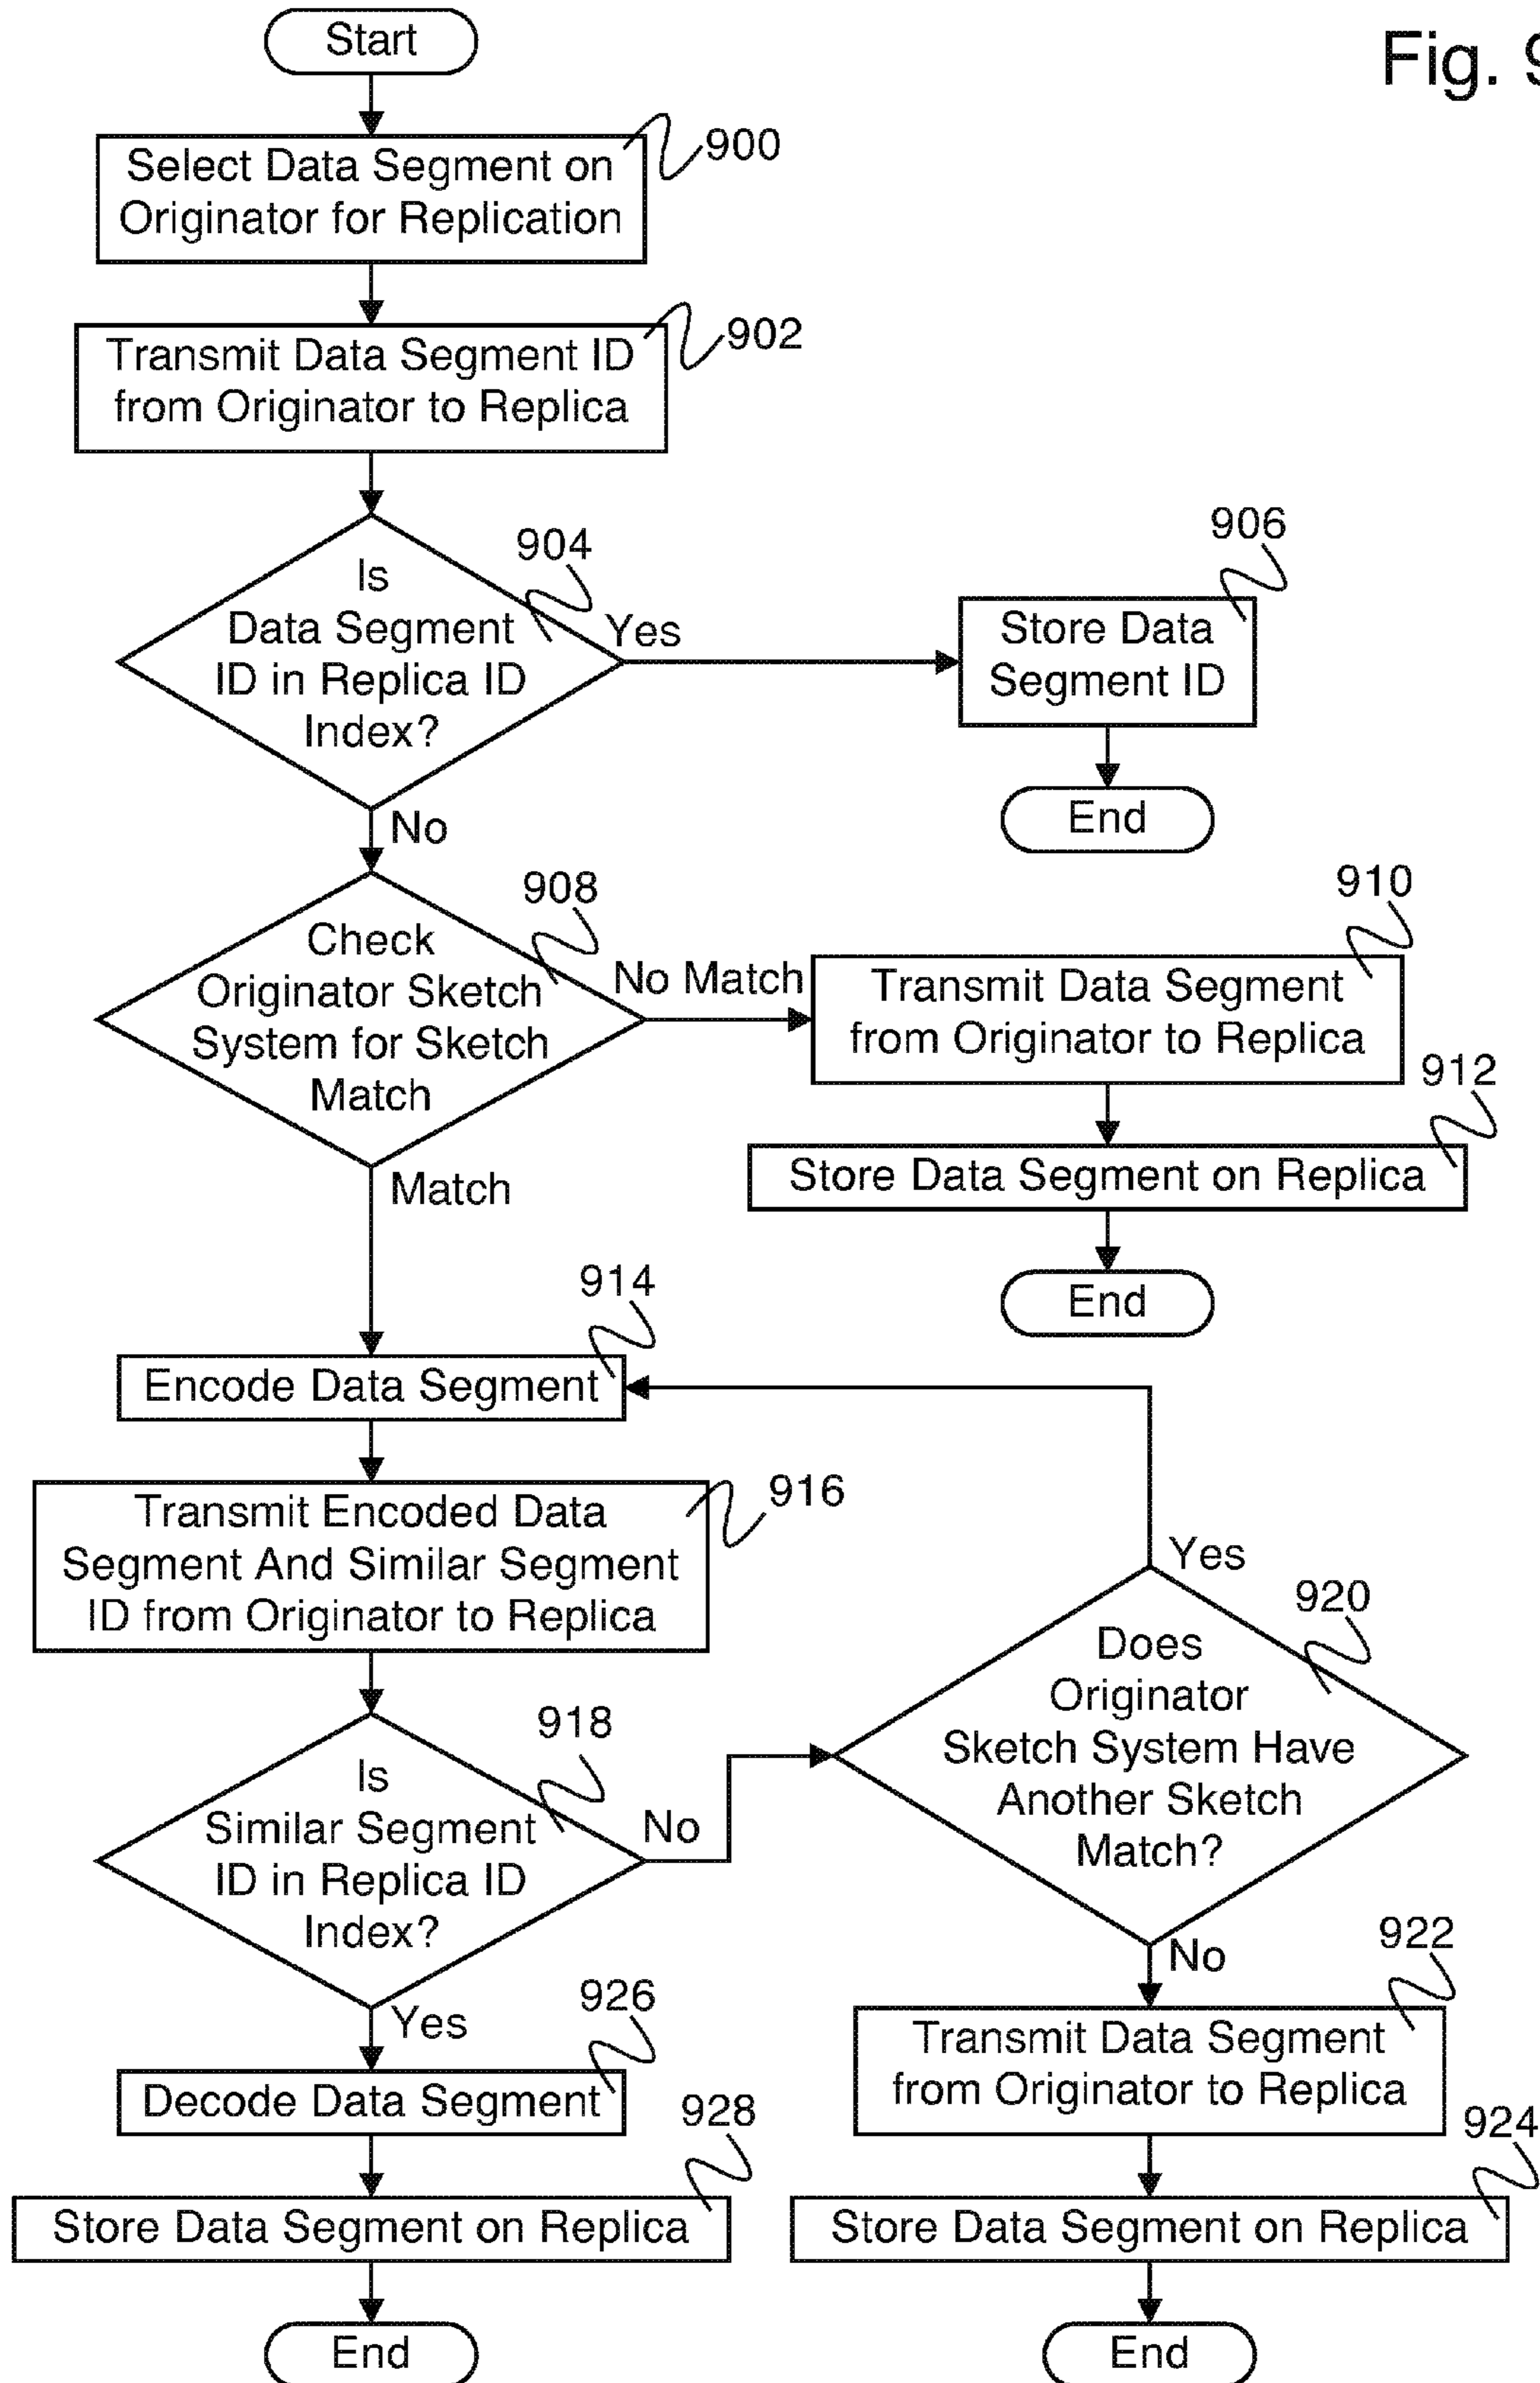 Start
Fig. 9
900
Select Data Segment on
Originator for Replication
902
Transmit Data Segment ID
from Originator to Replica
904
Is
Data Segment
ID in Replica ID
Index?
Yes
906
Store Data
Segment ID
End
No
908
Check
Originator Sketch
System for Sketch
Match
No Match
910
Transmit Data Segment
from Originator to Replica
912
Store Data Segment on Replica
End
Match
914
Encode Data Segment
916
Transmit Encoded Data
Segment And Similar Segment
ID from Originator to Replica
918
Is
Similar Segment
ID in Replica ID
Index?
No
Yes
920
Does
Originator
Sketch System Have
Another Sketch
Match?
No
922
Transmit Data Segment
from Originator to Replica
924
Store Data Segment on Replica
End
Yes
926
Decode Data Segment
928
Store Data Segment on Replica
End